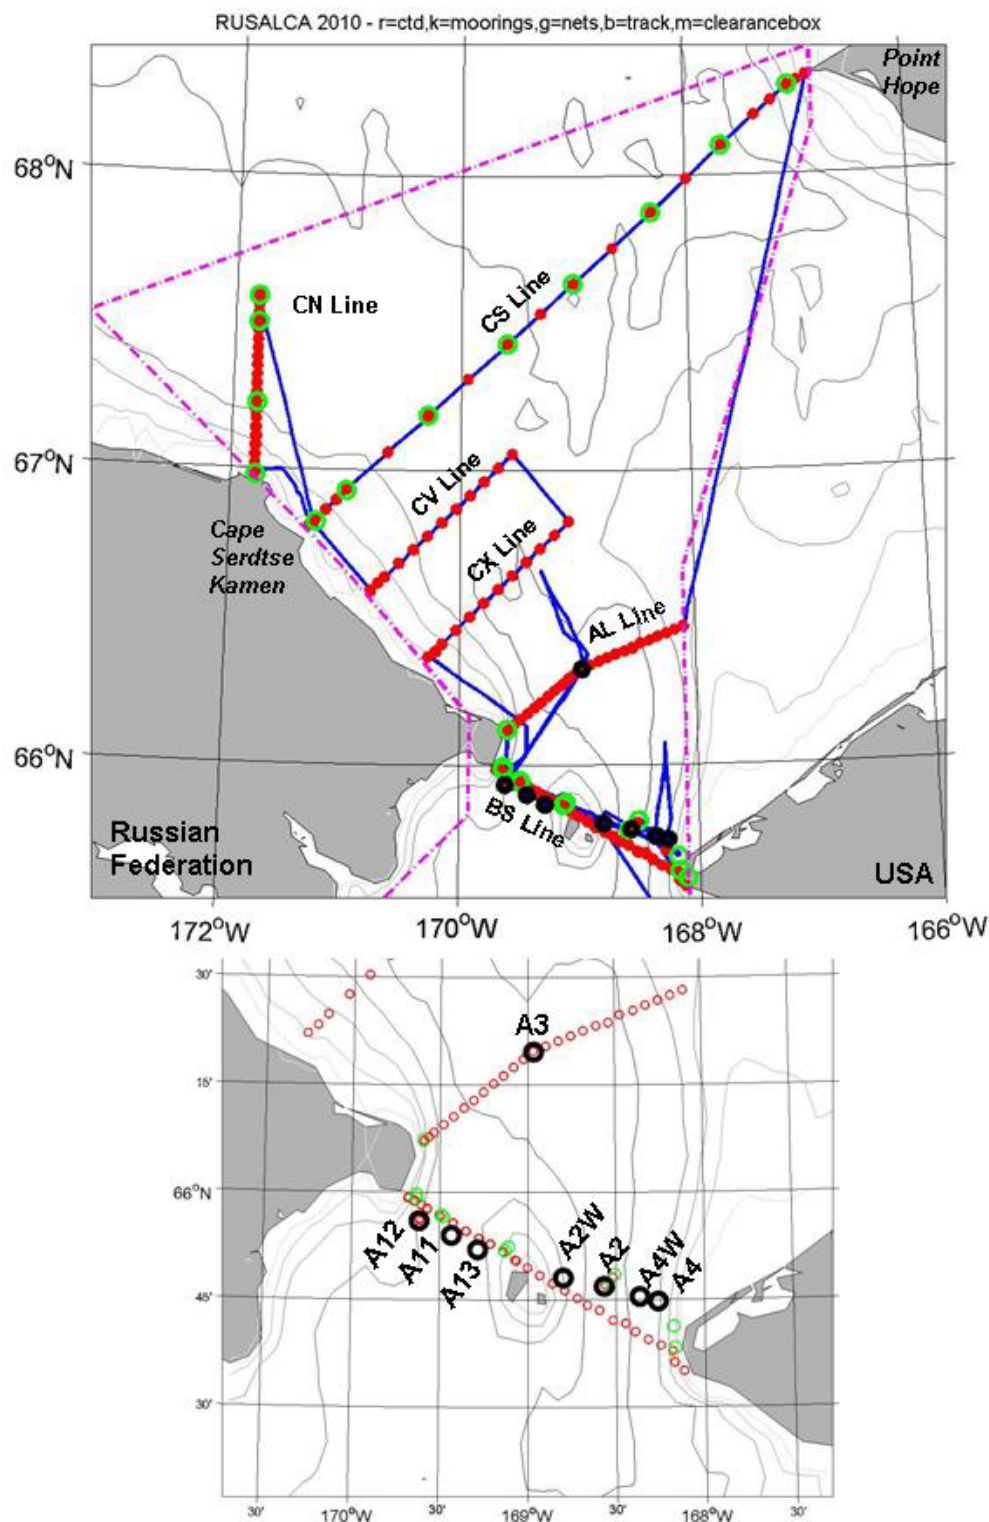 RUSALCA 2010 - r=ctd,k=moorings,g=nets,b=track,m=clearancebox
Point
Hope
68°N
CN Line
CS Line
67°N
CV Line
Cape
Serdtse
Kamen
CX Line
AL Line
66°N
BS Line
Russian
Federation
USA
172°W
170°W
168°W
166°W
30'
A3
15'
66°N
A12
A11
A13
A2W
A2
A4W
A4
45'
30'
30'
170°W
30'
169°W
30'
168°W
30'